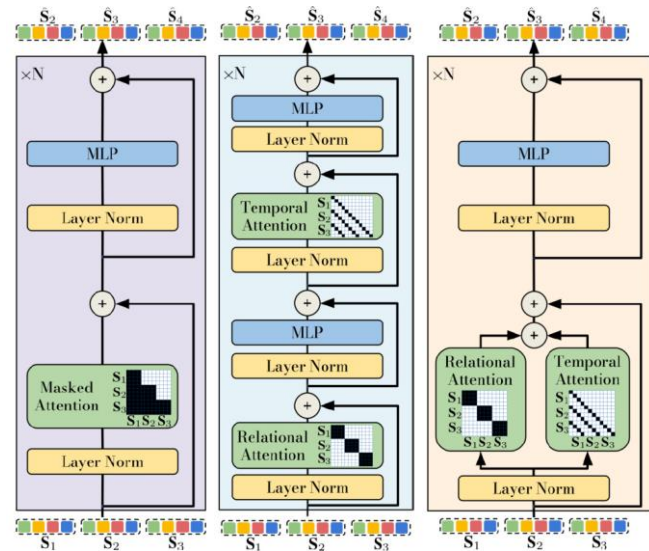 Ŝ₂ Ŝ₃ Ŝ₄
×N
+
MLP
Layer Norm
+
Masked Attention
S₁
S₂
S₃
S₁ S₂ S₃
Layer Norm
S₁ S₂ S₃
Ŝ₂ Ŝ₃ Ŝ₄
×N
+
MLP
Layer Norm
+
Temporal Attention
S₁
S₂
S₃
Layer Norm
+
MLP
Layer Norm
+
Relational Attention
S₁
S₂
S₃
S₁ S₂ S₃
Layer Norm
S₁ S₂ S₃
Ŝ₂ Ŝ₃ Ŝ₄
×N
+
MLP
Layer Norm
+
+
Relational Attention
S₁
S₂
S₃
S₁ S₂ S₃
Temporal Attention
S₁
S₂
S₃
S₁ S₂ S₃
Layer Norm
S₁ S₂ S₃